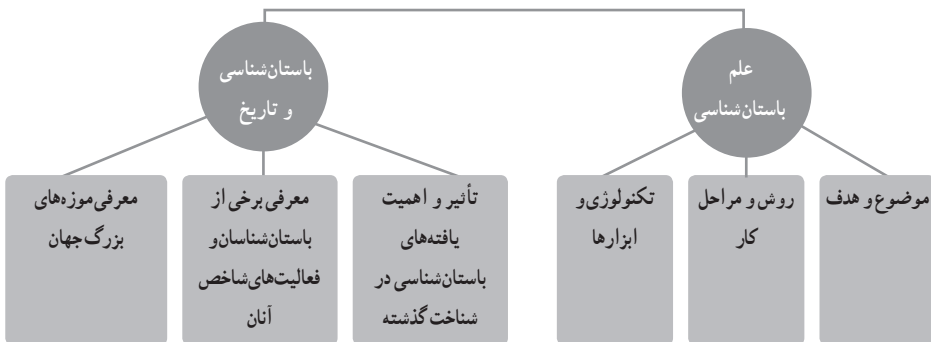 علم
باستان‌شناسی
موضوع و هدف
روش و مراحل
کار
تکنولوژی و
ابزارها
باستان‌شناسی
و تاریخ
تأثیر و اهمیت
یافته‌های
باستان‌شناسی در
شناخت گذشته
معرفی برخی از
باستان‌شناسان و
فعالیت‌های شاخص
آنان
معرفی موزه‌های
بزرگ جهان